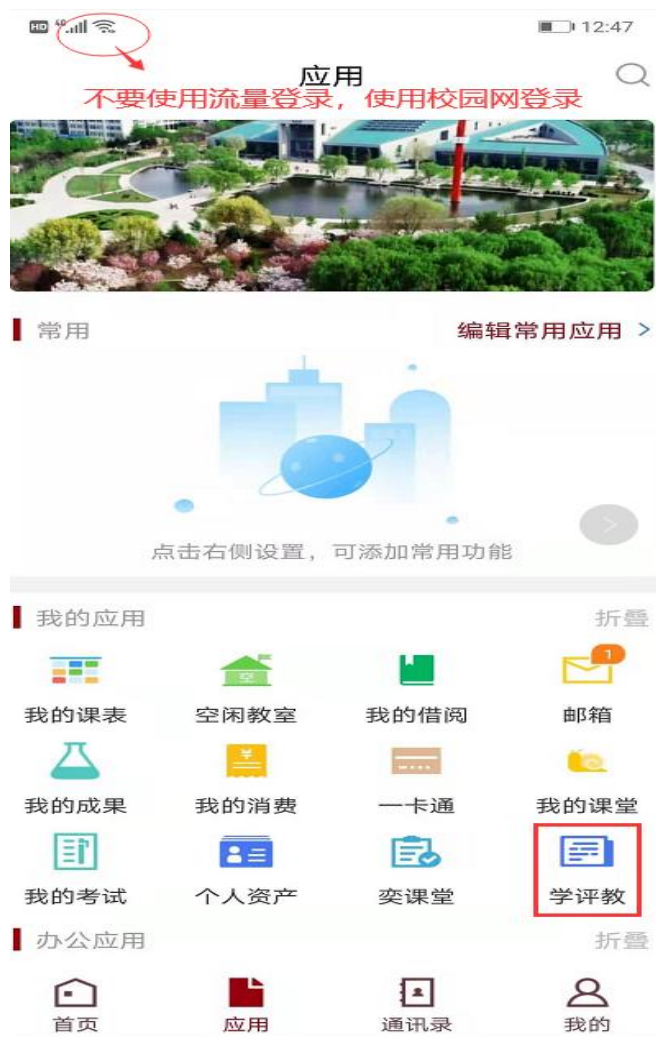 HD 4G 12:47
应用
不要使用流量登录，使用校园网登录
常用 编辑常用应用 >
点击右侧设置，可添加常用功能
我的应用 折叠
1
空
我的课表 空闲教室 我的借阅 邮箱
¥
我的成果 我的消费 一卡通 我的课堂
我的考试 个人资产 奕课堂 学评教
办公应用 折叠
首页 应用 通讯录 我的